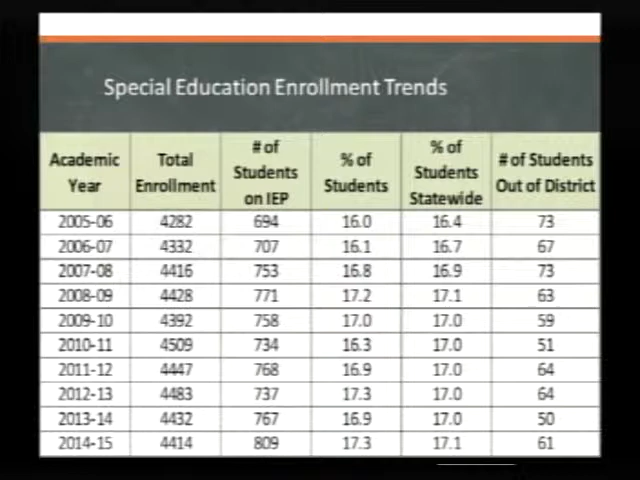 Special Education Enrollment Trends
Academic Year | Total Enrollment | # of Students on IEP | % of Students | % of Students Statewide | # of Students Out of District
2005-06 | 4282 | 694 | 16.0 | 16.4 | 73
2006-07 | 4332 | 707 | 16.1 | 16.7 | 67
2007-08 | 4416 | 753 | 16.8 | 16.9 | 73
2008-09 | 4428 | 771 | 17.2 | 17.1 | 63
2009-10 | 4392 | 758 | 17.0 | 17.0 | 59
2010-11 | 4509 | 734 | 16.3 | 17.0 | 51
2011-12 | 4447 | 768 | 16.9 | 17.0 | 64
2012-13 | 4483 | 737 | 17.3 | 17.0 | 64
2013-14 | 4432 | 767 | 16.9 | 17.0 | 50
2014-15 | 4414 | 809 | 17.3 | 17.1 | 61